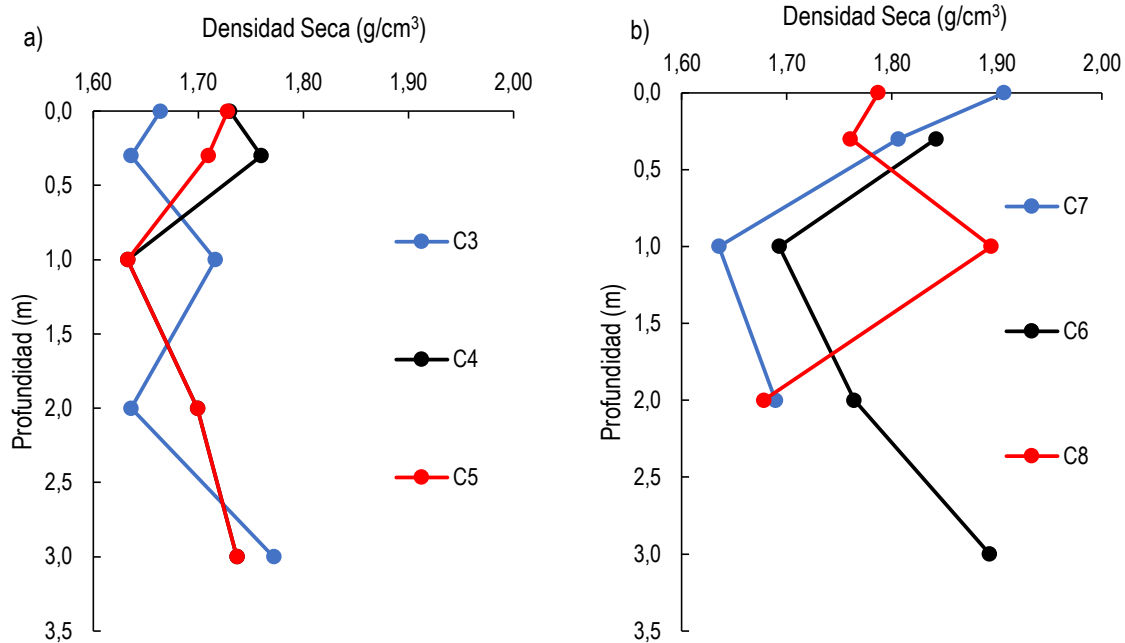 a)
Densidad Seca (g/cm³)
1,60 1,70 1,80 1,90 2,00
0,0
0,5
1,0
1,5
2,0
2,5
3,0
3,5
Profundidad (m)
C3
C4
C5
b)
Densidad Seca (g/cm³)
1,60 1,70 1,80 1,90 2,00
0,0
0,5
1,0
1,5
2,0
2,5
3,0
3,5
Profundidad (m)
C7
C6
C8